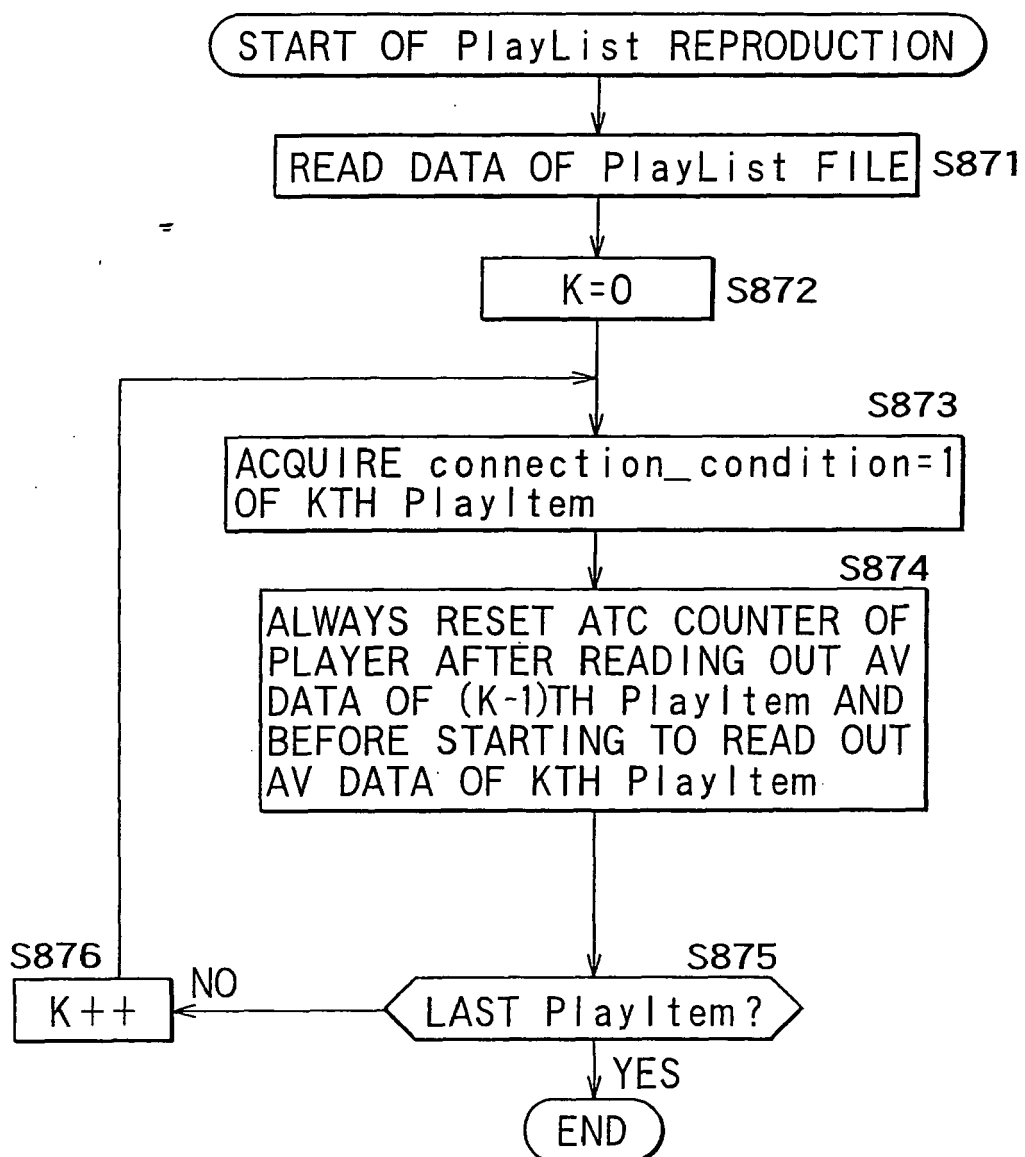 START OF PlayList REPRODUCTION
READ DATA OF PlayList FILE
S871
K=0
S872
S873
ACQUIRE connection_condition=1
OF KTH PlayItem
S874
ALWAYS RESET ATC COUNTER OF
PLAYER AFTER READING OUT AV
DATA OF (K-1)TH PlayItem AND
BEFORE STARTING TO READ OUT
AV DATA OF KTH PlayItem
S875
LAST PlayItem?
NO
S876
K++
YES
END